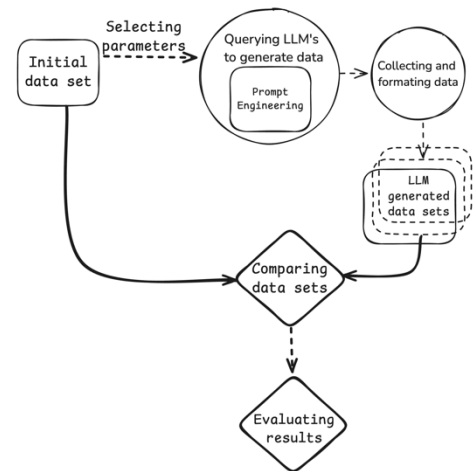 Initial
data set
Selecting
parameters
Querying LLM's
to generate data
Prompt
Engineering
Collecting and
formating data
LLM
generated
data sets
Comparing
data sets
Evaluating
results